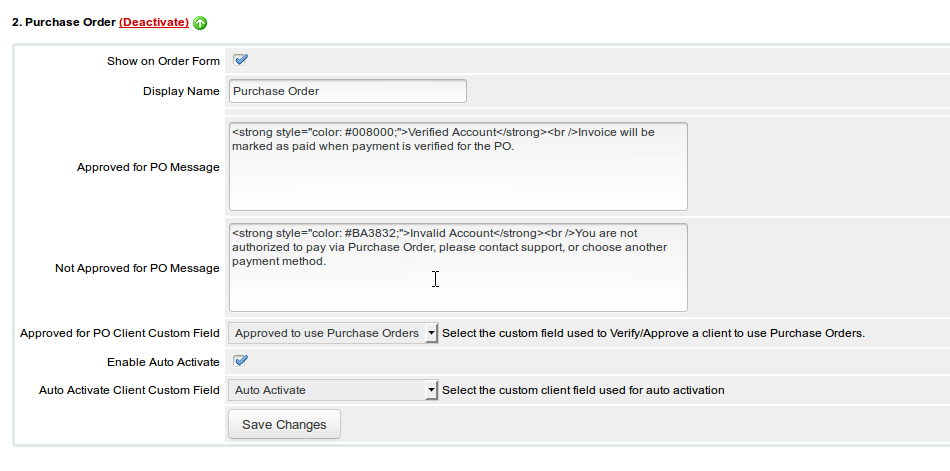 2. Purchase Order (Deactivate)
Show on Order Form
Display Name Purchase Order
Approved for PO Message
<strong style="color: #008000;">Verified Account</strong><br />Invoice will be
marked as paid when payment is verified for the PO.
Not Approved for PO Message
<strong style="color: #BA3832;">Invalid Account</strong><br />You are not
authorized to pay via Purchase Order, please contact support, or choose another
payment method.
Approved for PO Client Custom Field Approved to use Purchase Orders Select the custom field used to Verify/Approve a client to use Purchase Orders.
Enable Auto Activate
Auto Activate Client Custom Field Auto Activate Select the custom client field used for auto activation
Save Changes